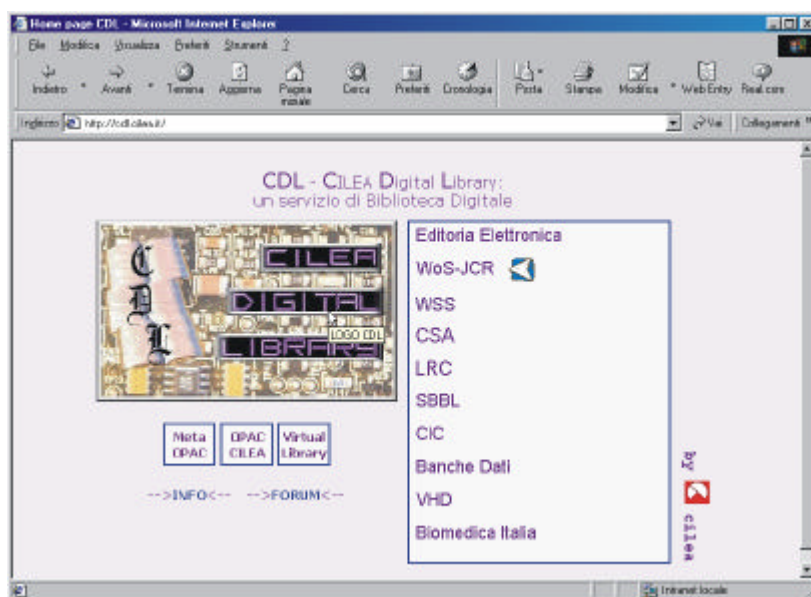 Home page CDL - Microsoft Internet Explorer
File Modifica Visualizza Preferiti Strumenti ?
Indietro Avanti Termina Aggiorna Pagina iniziale Cerca Preferiti Cronologia Posta Stampa Modifica Web Entry Real.com
Indirizzo http://cdl.cilea.it/ Vai Collegamenti
CDL - CILEA Digital Library:
un servizio di Biblioteca Digitale
CDL
CILEA
DIGITAL
LIBRARY
LOGO CDL
Meta
OPAC
OPAC
CILEA
Virtual
Library
-->INFO<-- -->FORUM<--
Editoria Elettronica
WoS-JCR
WSS
CSA
LRC
SBBL
CIC
Banche Dati
VHD
Biomedica Italia
by cilea
Intranet locale